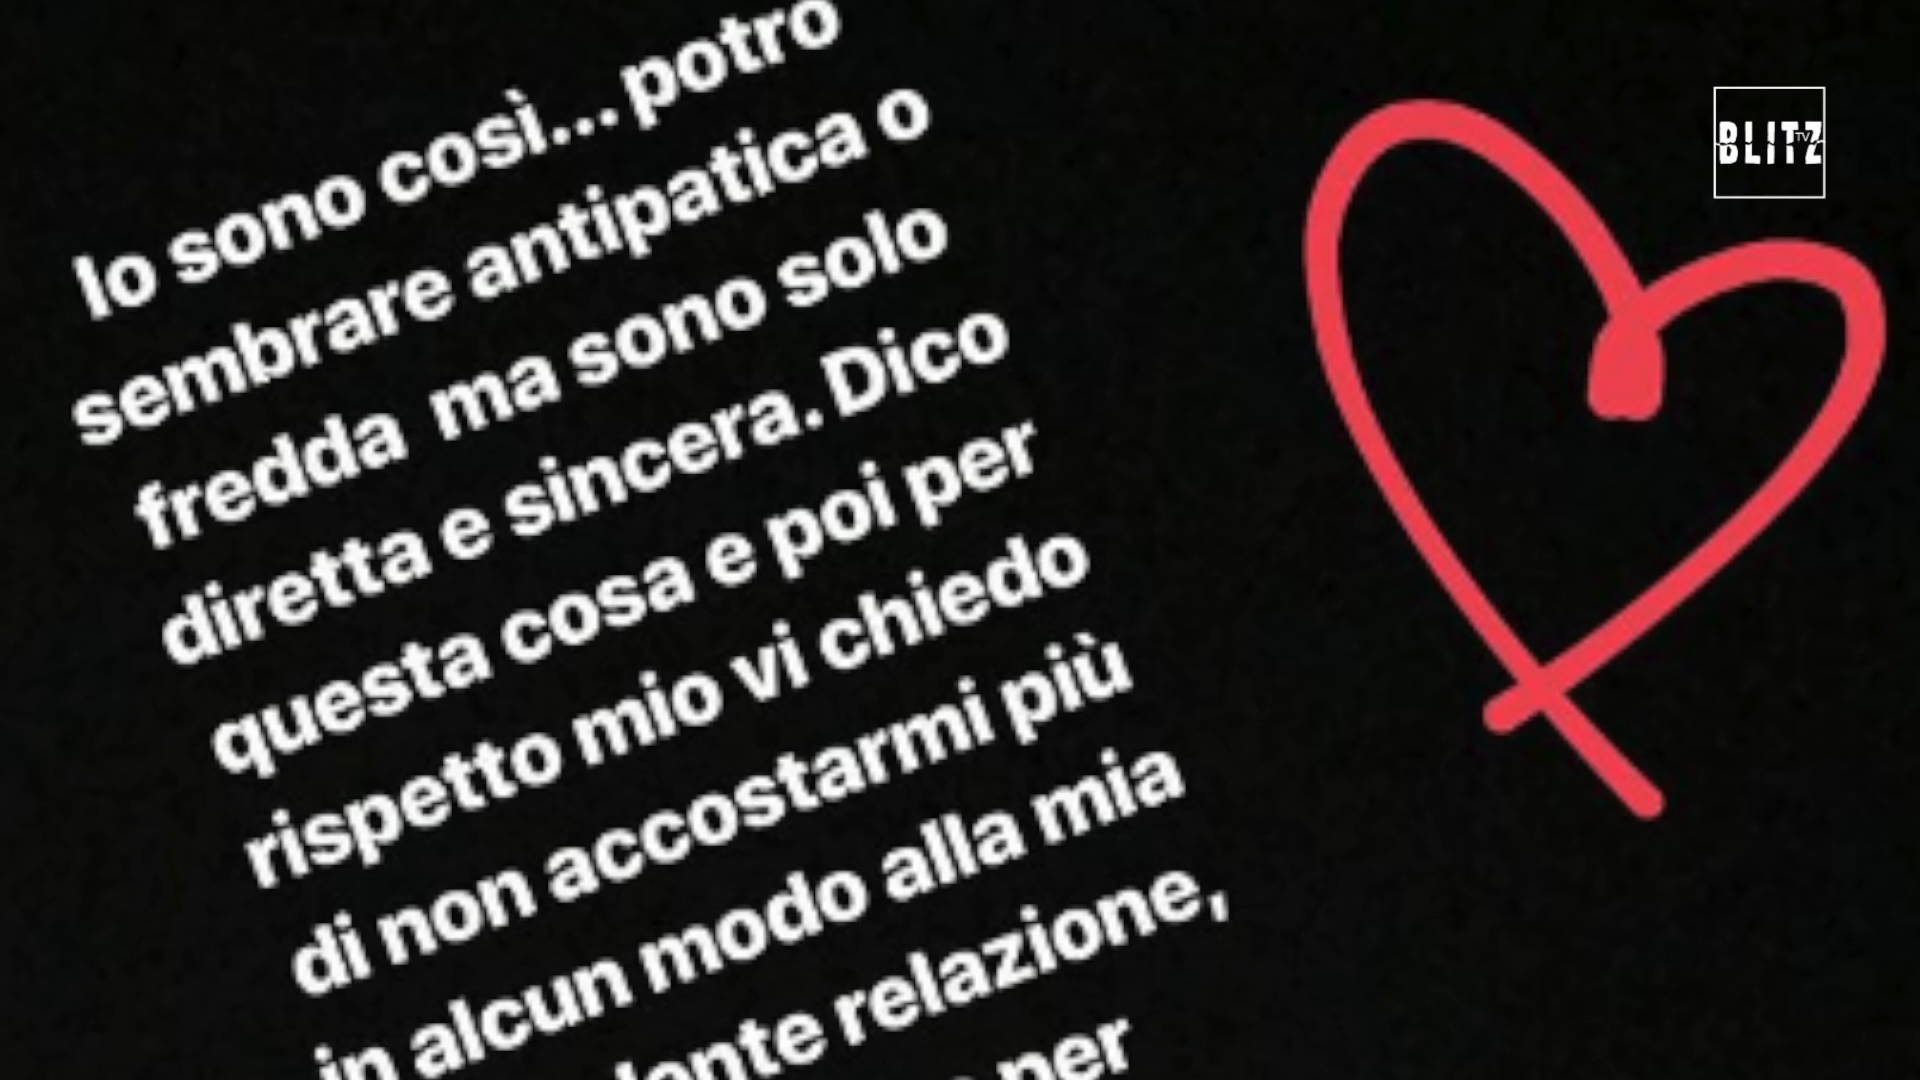 Io sono così... potro
sembrare antipatica o
fredda ma sono solo
diretta e sincera. Dico
questa cosa e poi per
rispetto mio vi chiedo
di non accostarmi più
in alcun modo alla mia
relazione,
per
BLITZ
TV